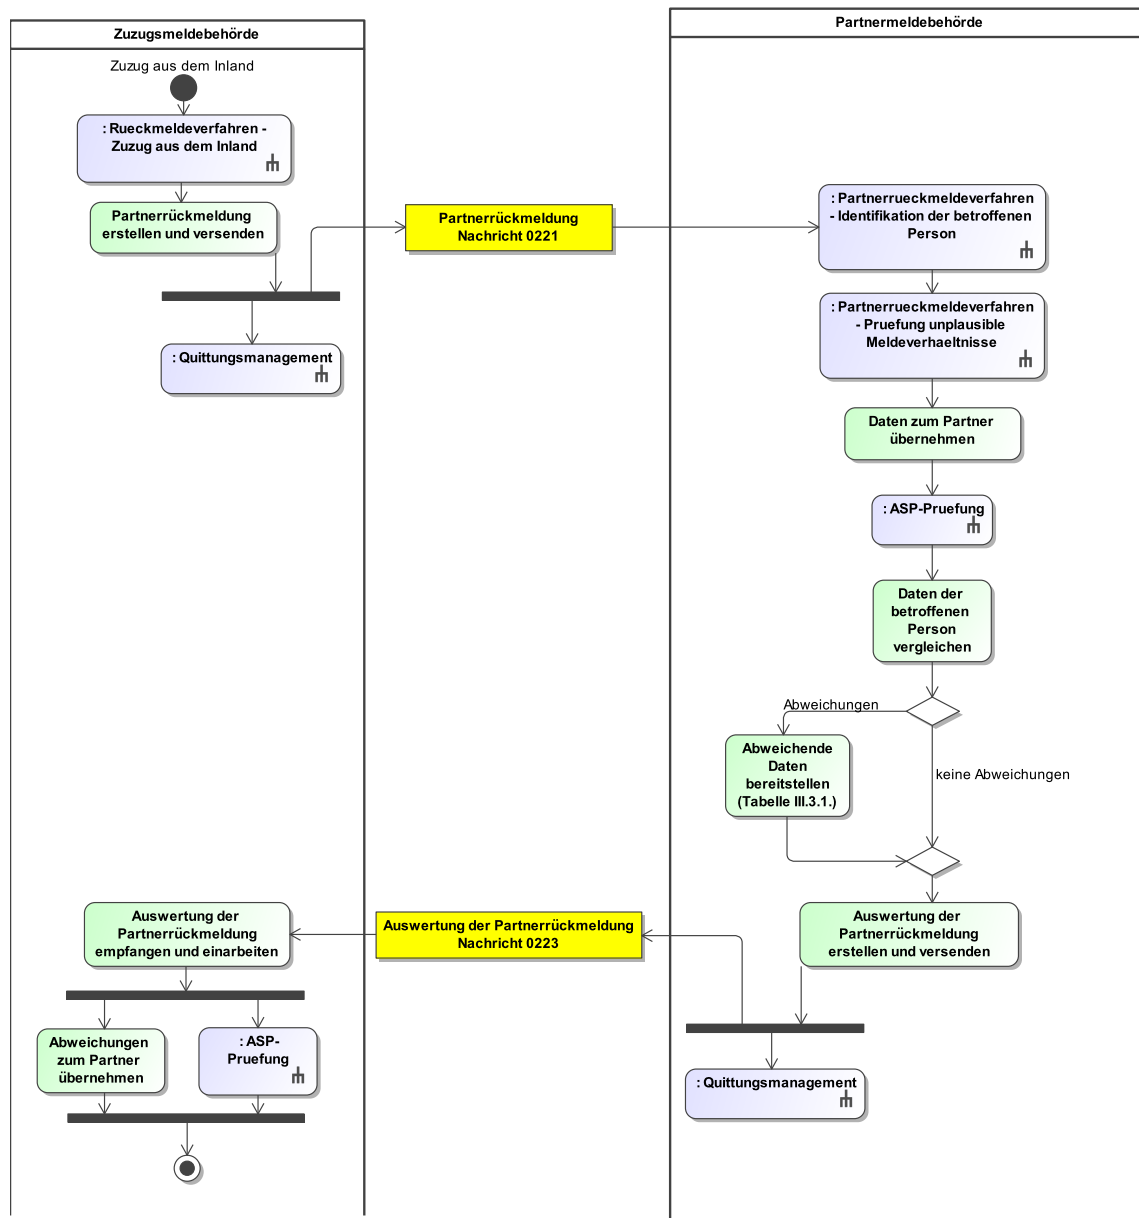 Zuzugsmeldebehörde
Zuzug aus dem Inland
: Rueckmeldeverfahren -
Zuzug aus dem Inland
Partnerrückmeldung
erstellen und versenden
: Quittungsmanagement
Partnerrückmeldung
Nachricht 0221
Partnermeldebehörde
: Partnerrueckmeldeverfahren
- Identifikation der betroffenen
Person
: Partnerrueckmeldeverfahren
- Pruefung unplausible
Meldeverhaeltnisse
Daten zum Partner
übernehmen
: ASP-Pruefung
Daten der
betroffenen
Person
vergleichen
Abweichungen
Abweichende
Daten
bereitstellen
(Tabelle III.3.1.)
keine Abweichungen
Auswertung der
Partnerrückmeldung
erstellen und versenden
: Quittungsmanagement
Auswertung der Partnerrückmeldung
Nachricht 0223
Auswertung der
Partnerrückmeldung
empfangen und einarbeiten
Abweichungen
zum Partner
übernehmen
: ASP-
Pruefung